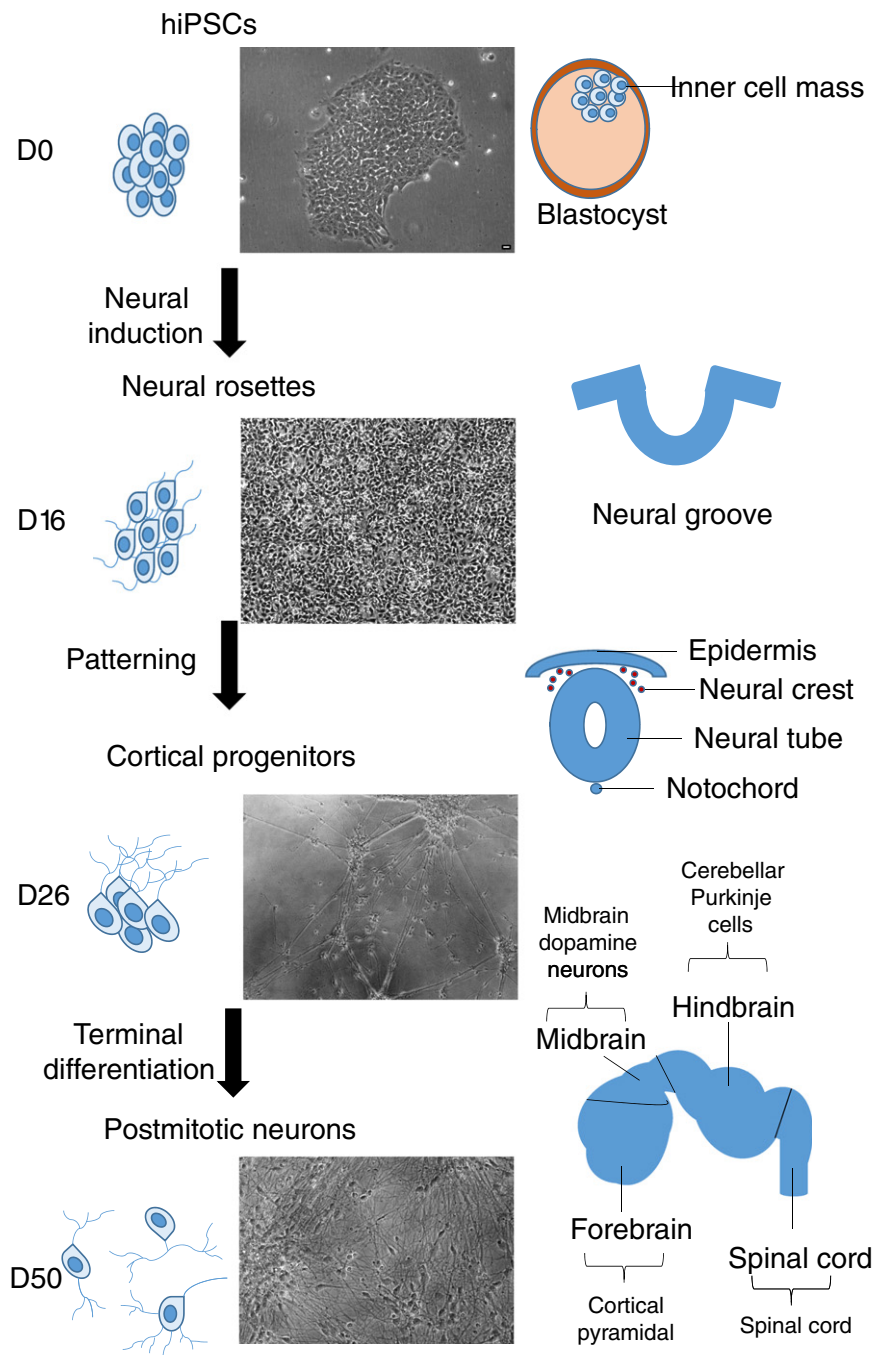 hiPSCs
D0
Inner cell mass
Blastocyst
Neural
induction
Neural rosettes
D16
Neural groove
Patterning
Epidermis
Neural crest
Neural tube
Notochord
Cortical progenitors
D26
Cerebellar
Purkinje
cells
Midbrain
dopamine
neurons
Hindbrain
Midbrain
Terminal
differentiation
Postmitotic neurons
D50
Forebrain
Cortical
pyramidal
Spinal cord
Spinal cord